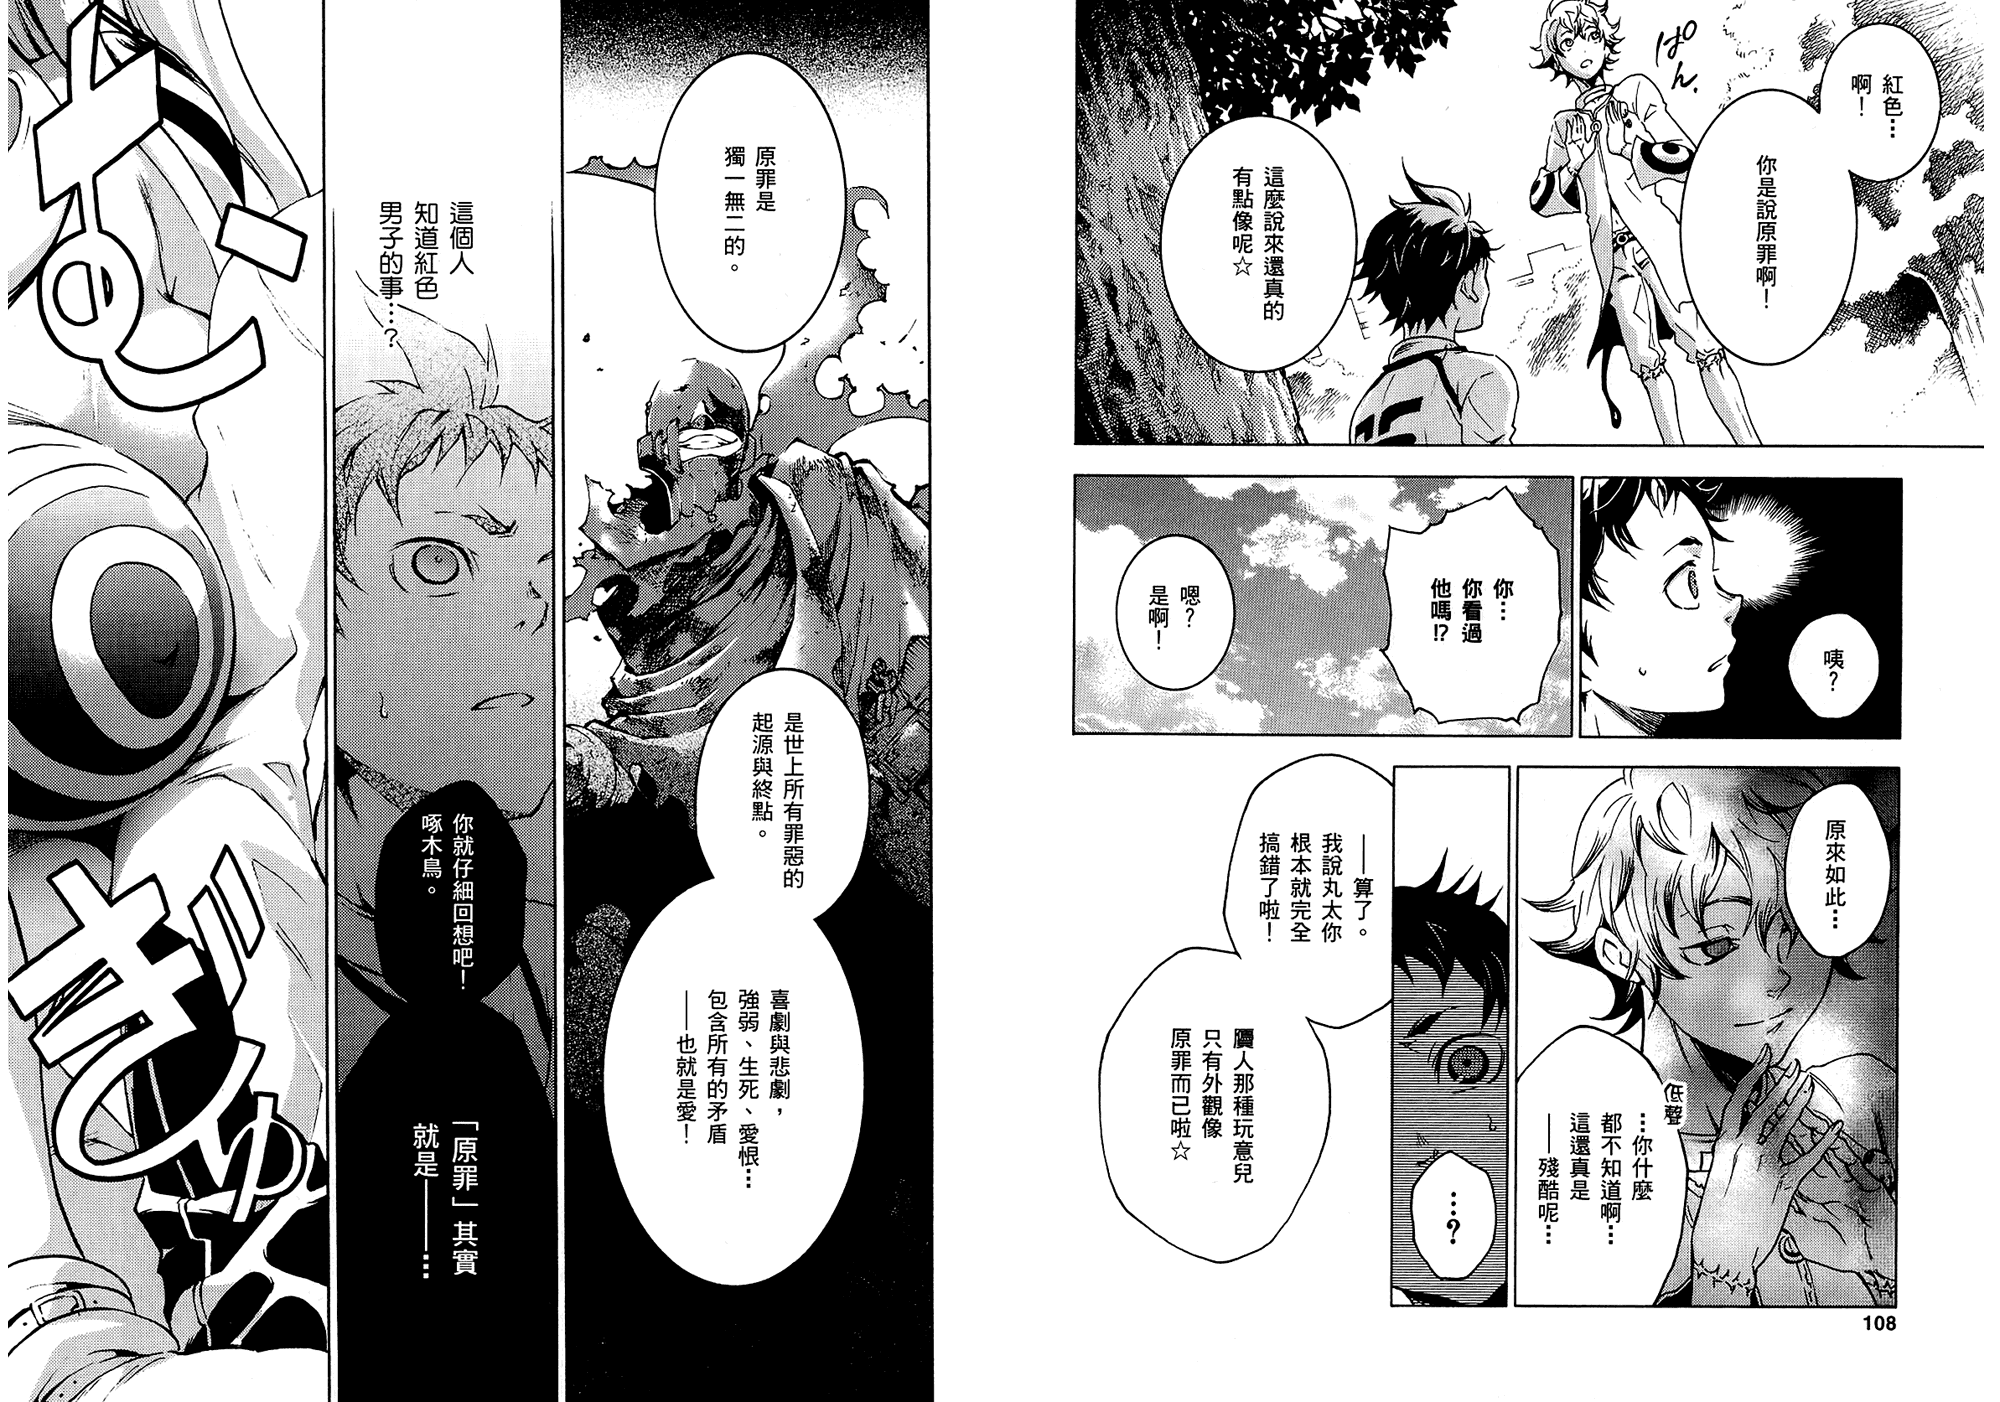 紅色…
啊！
ぱん
你是說原罪啊！
這麼說來還真的
有點像呢☆
咦？
你…
你看過
他嗎!?
嗯？
是啊！
原來如此…
低聲
…你什麼
都不知道啊…
這還真是
——殘酷呢…
…？
——算了。
我說丸太你
根本就完全
搞錯了啦！
贗人那種玩意兒
只有外觀像
原罪而已啦☆
108
原罪是
獨一無二的。
是世上所有罪惡的
起源與終點。
喜劇與悲劇，
強弱、生死、愛恨…
包含所有的矛盾
——也就是愛！
這個人
知道紅色
男子的事…？
你就仔細回想吧！
啄木鳥。
「原罪」其實
就是——…
め
ぎゅ